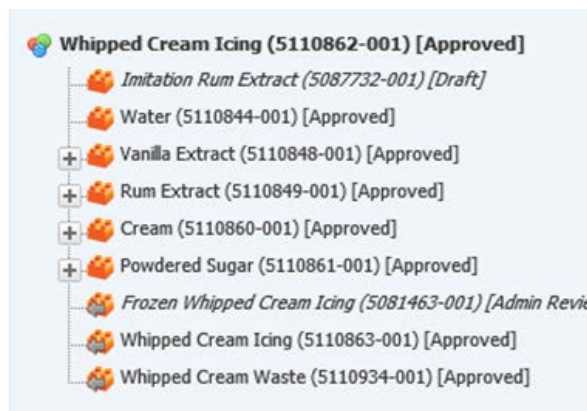 Whipped Cream Icing (5110862-001) [Approved]
Imitation Rum Extract (5087732-001) [Draft]
Water (5110844-001) [Approved]
Vanilla Extract (5110848-001) [Approved]
Rum Extract (5110849-001) [Approved]
Cream (5110860-001) [Approved]
Powdered Sugar (5110861-001) [Approved]
Frozen Whipped Cream Icing (5081463-001) [Admin Revie
Whipped Cream Icing (5110863-001) [Approved]
Whipped Cream Waste (5110934-001) [Approved]